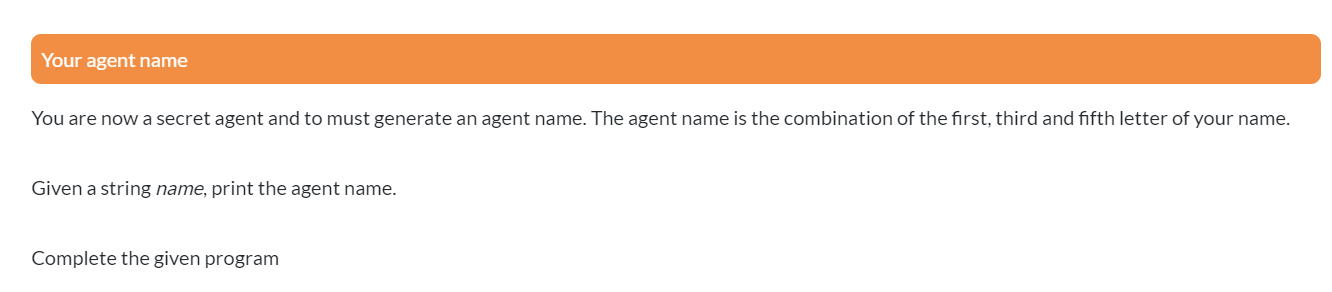 Your agent name
You are now a secret agent and to must generate an agent name. The agent name is the combination of the first, third and fifth letter of your name.
Given a string name, print the agent name.
Complete the given program